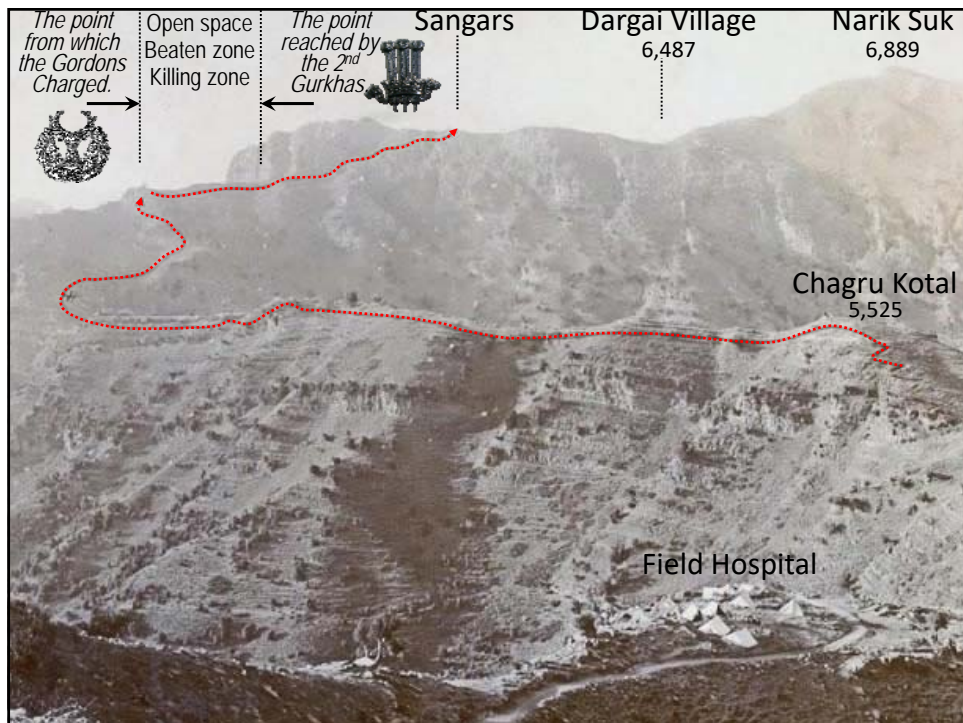 The point
from which
the Gordons
Charged.
Open space
Beaten zone
Killing zone
The point
reached by
the 2nd
Gurkhas
Sangars
Dargai Village
6,487
Narik Suk
6,889
Chagru Kotal
5,525
Field Hospital